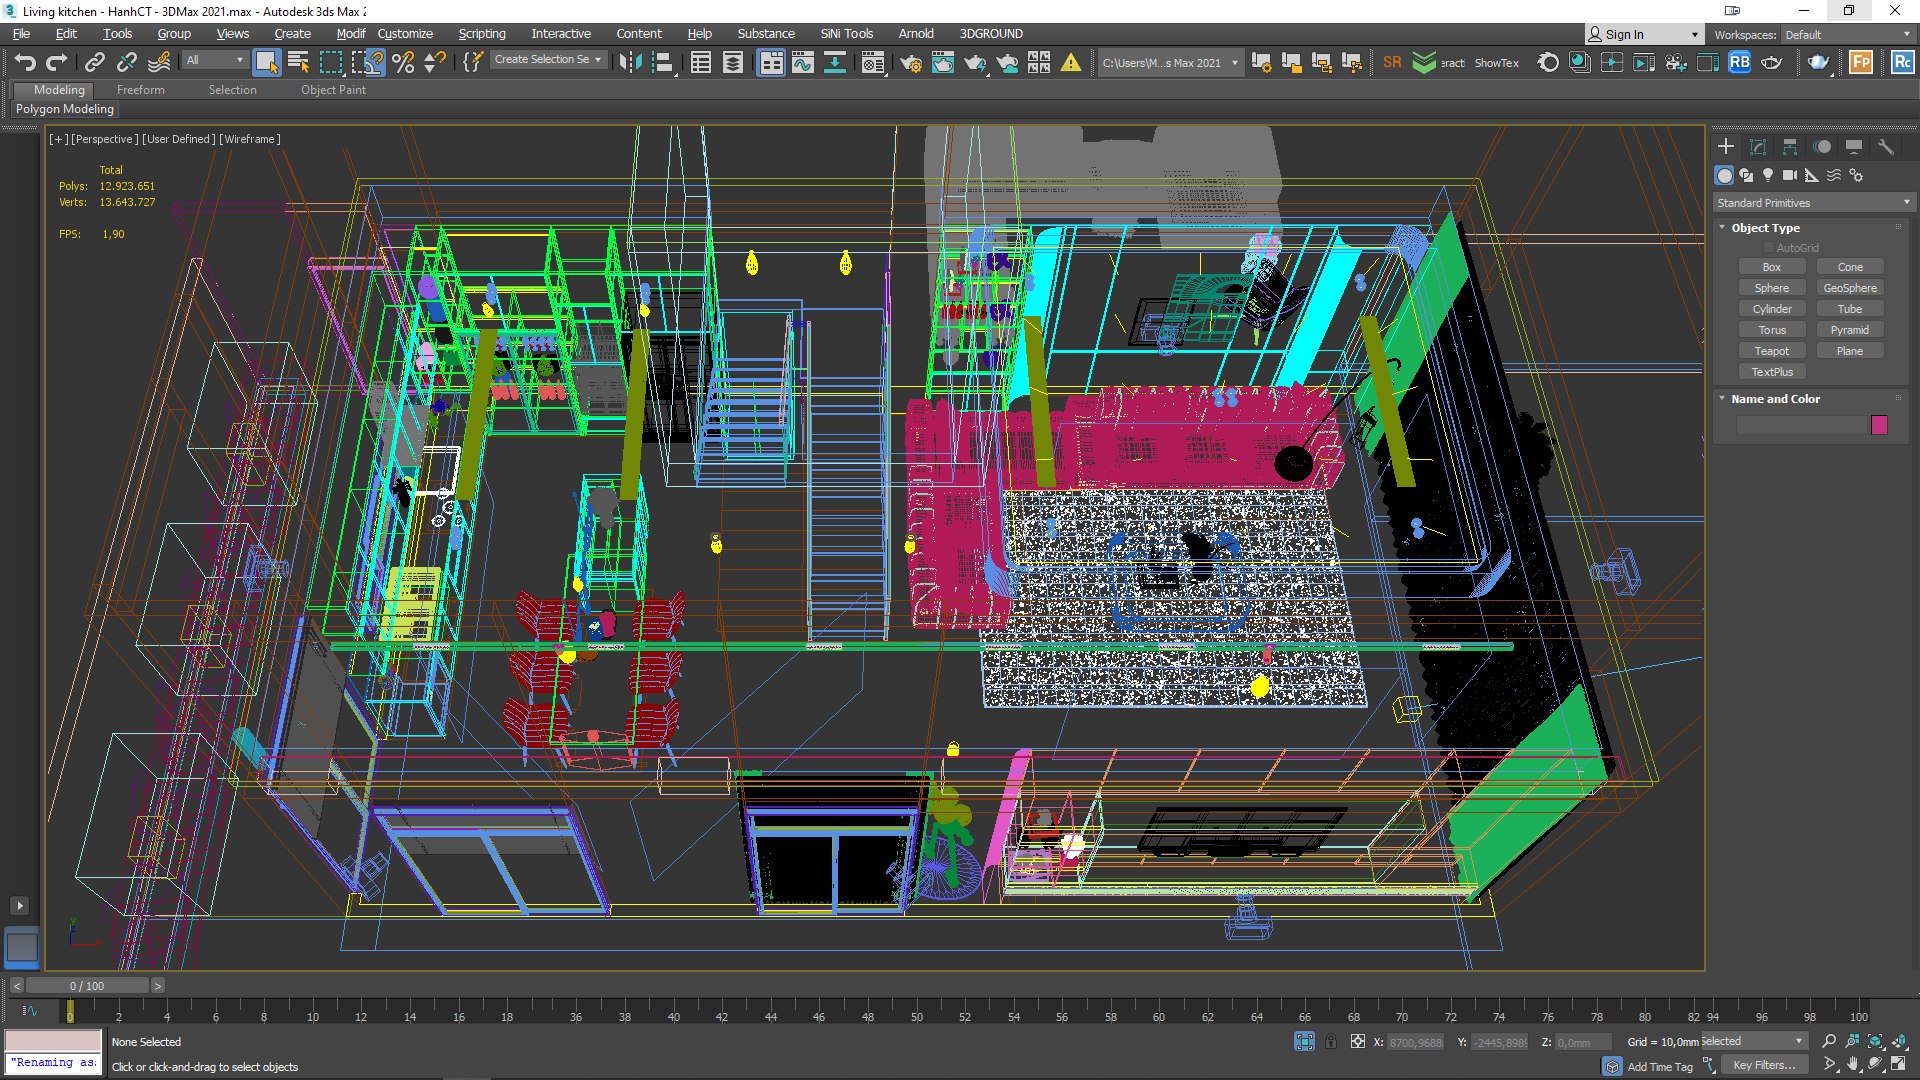 Living kitchen - HanhCT - 3DMax 2021.max - Autodesk 3ds Max 2
File Edit Tools Group Views Create Modif Customize Scripting Interactive Content Help Substance SiNi Tools Arnold 3DGROUND
Sign In Workspaces: Default
All Create Selection Se C:\Users\M...s Max 2021 SR eract ShowTex RB FP Rc
Modeling Freeform Selection Object Paint
Polygon Modeling
[+] [Perspective] [User Defined] [Wireframe]
Total
Polys: 12.923.651
Verts: 13.643.727
FPS: 1,90
Standard Primitives
Object Type
AutoGrid
Box Cone
Sphere GeoSphere
Cylinder Tube
Torus Pyramid
Teapot Plane
TextPlus
Name and Color
< 0 / 100 >
0 2 4 6 8 10 12 14 16 18 36 38 40 42 44 46 48 50 52 54 56 58 60 62 64 66 68 70 72 74 76 78 80 82 94 96 98 100
None Selected
X: 8700,9688 Y: -2445,898 Z: 0,0mm Grid = 10,0mm Selected
"Renaming as
Click or click-and-drag to select objects
Add Time Tag Key Filters...